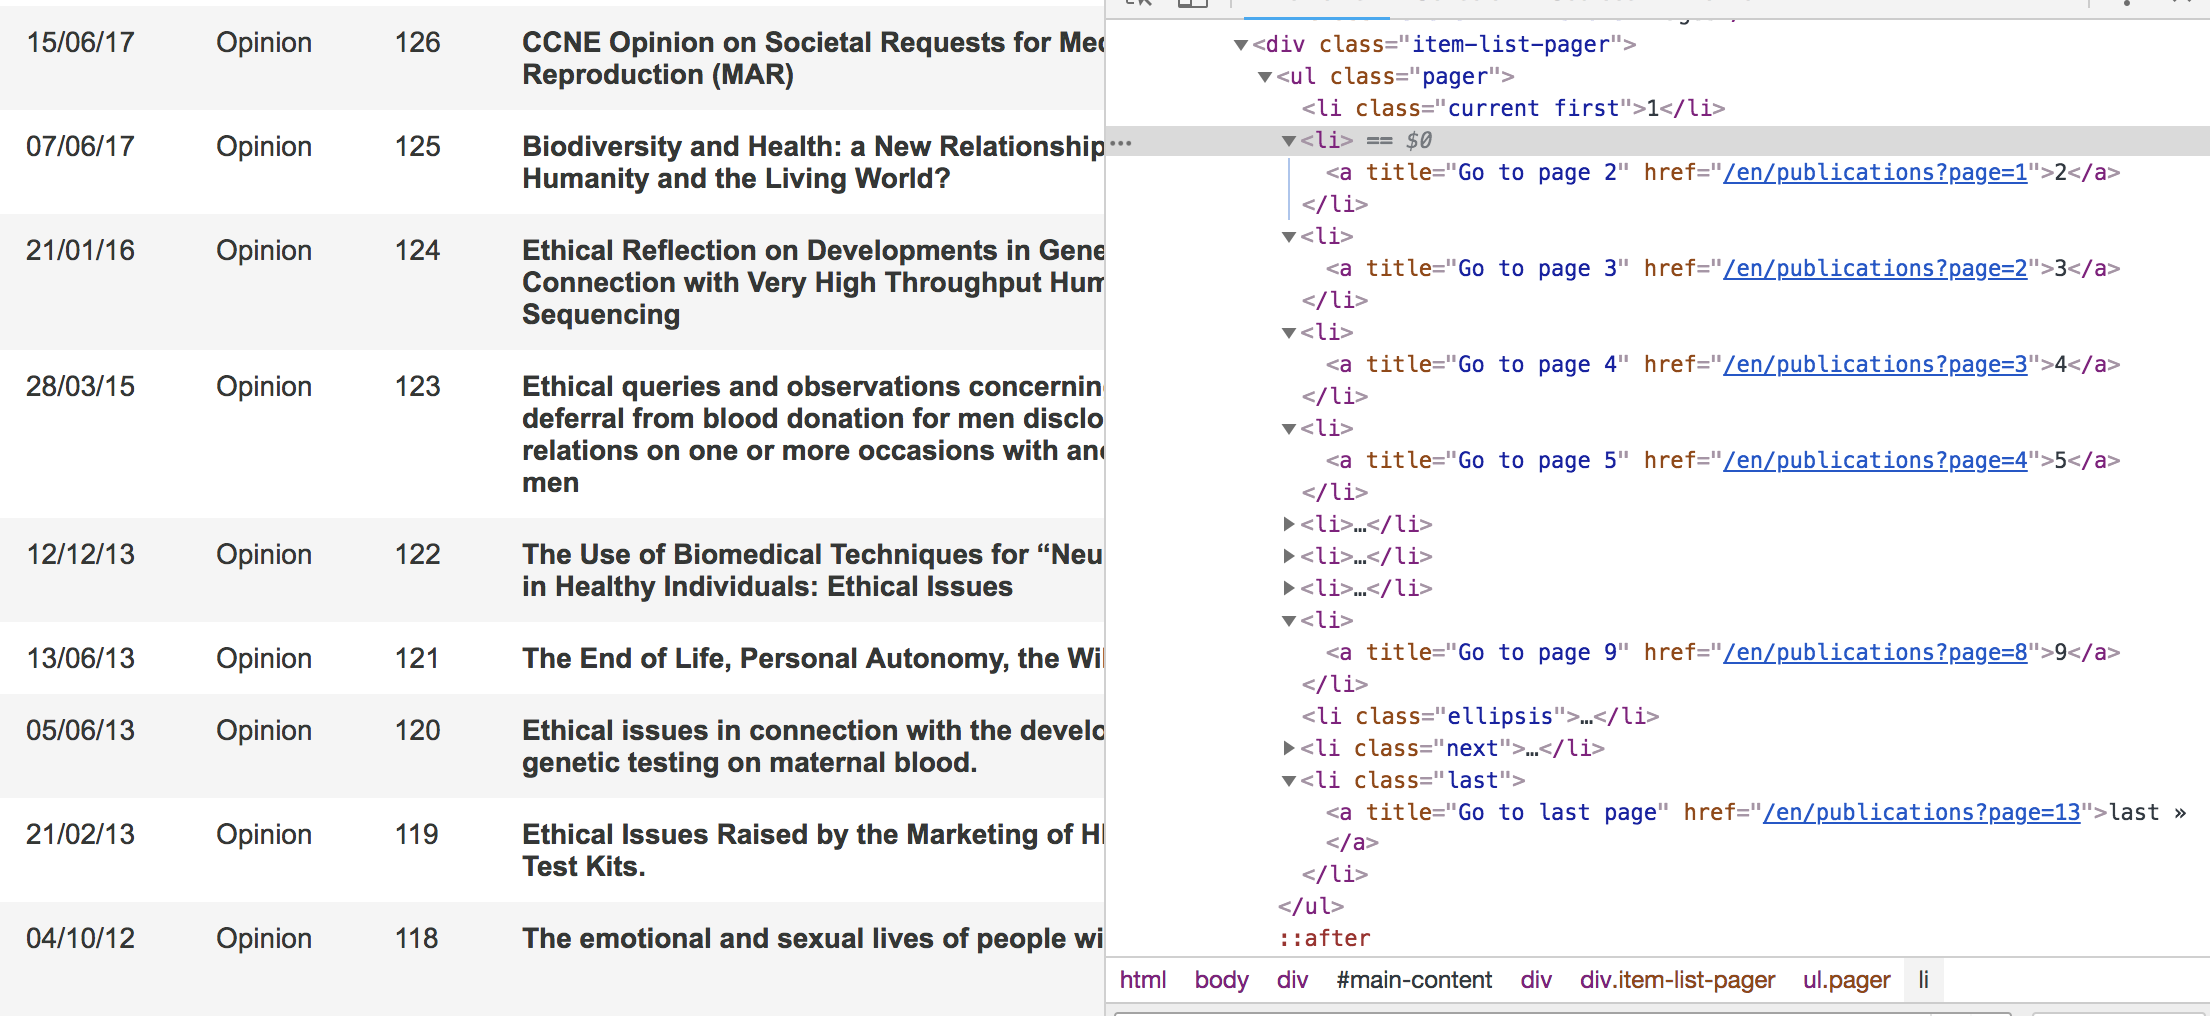 15/06/17 Opinion 126 CCNE Opinion on Societal Requests for Med
Reproduction (MAR)
07/06/17 Opinion 125 Biodiversity and Health: a New Relationship
Humanity and the Living World?
21/01/16 Opinion 124 Ethical Reflection on Developments in Gene
Connection with Very High Throughput Hum
Sequencing
28/03/15 Opinion 123 Ethical queries and observations concernin
deferral from blood donation for men disclo
relations on one or more occasions with an
men
12/12/13 Opinion 122 The Use of Biomedical Techniques for “Neu
in Healthy Individuals: Ethical Issues
13/06/13 Opinion 121 The End of Life, Personal Autonomy, the Wil
05/06/13 Opinion 120 Ethical issues in connection with the develo
genetic testing on maternal blood.
21/02/13 Opinion 119 Ethical Issues Raised by the Marketing of HI
Test Kits.
04/10/12 Opinion 118 The emotional and sexual lives of people wi
<div class="item-list-pager">
<ul class="pager">
<li class="current first">1</li>
… <li> == $0
<a title="Go to page 2" href="/en/publications?page=1">2</a>
</li>
<li>
<a title="Go to page 3" href="/en/publications?page=2">3</a>
</li>
<li>
<a title="Go to page 4" href="/en/publications?page=3">4</a>
</li>
<li>
<a title="Go to page 5" href="/en/publications?page=4">5</a>
</li>
<li>…</li>
<li>…</li>
<li>…</li>
<li>
<a title="Go to page 9" href="/en/publications?page=8">9</a>
</li>
<li class="ellipsis">…</li>
<li class="next">…</li>
<li class="last">
<a title="Go to last page" href="/en/publications?page=13">last »
</a>
</li>
</ul>
::after
html body div #main-content div div.item-list-pager ul.pager li